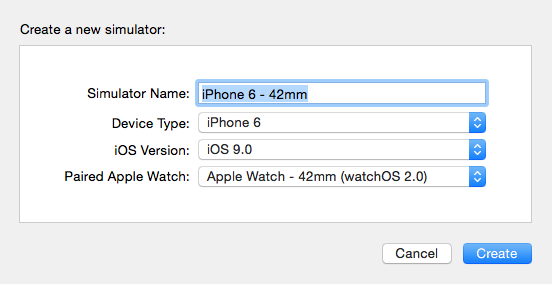 Create a new simulator:
Simulator Name: iPhone 6 - 42mm
Device Type: iPhone 6
iOS Version: iOS 9.0
Paired Apple Watch: Apple Watch - 42mm (watchOS 2.0)
Cancel Create